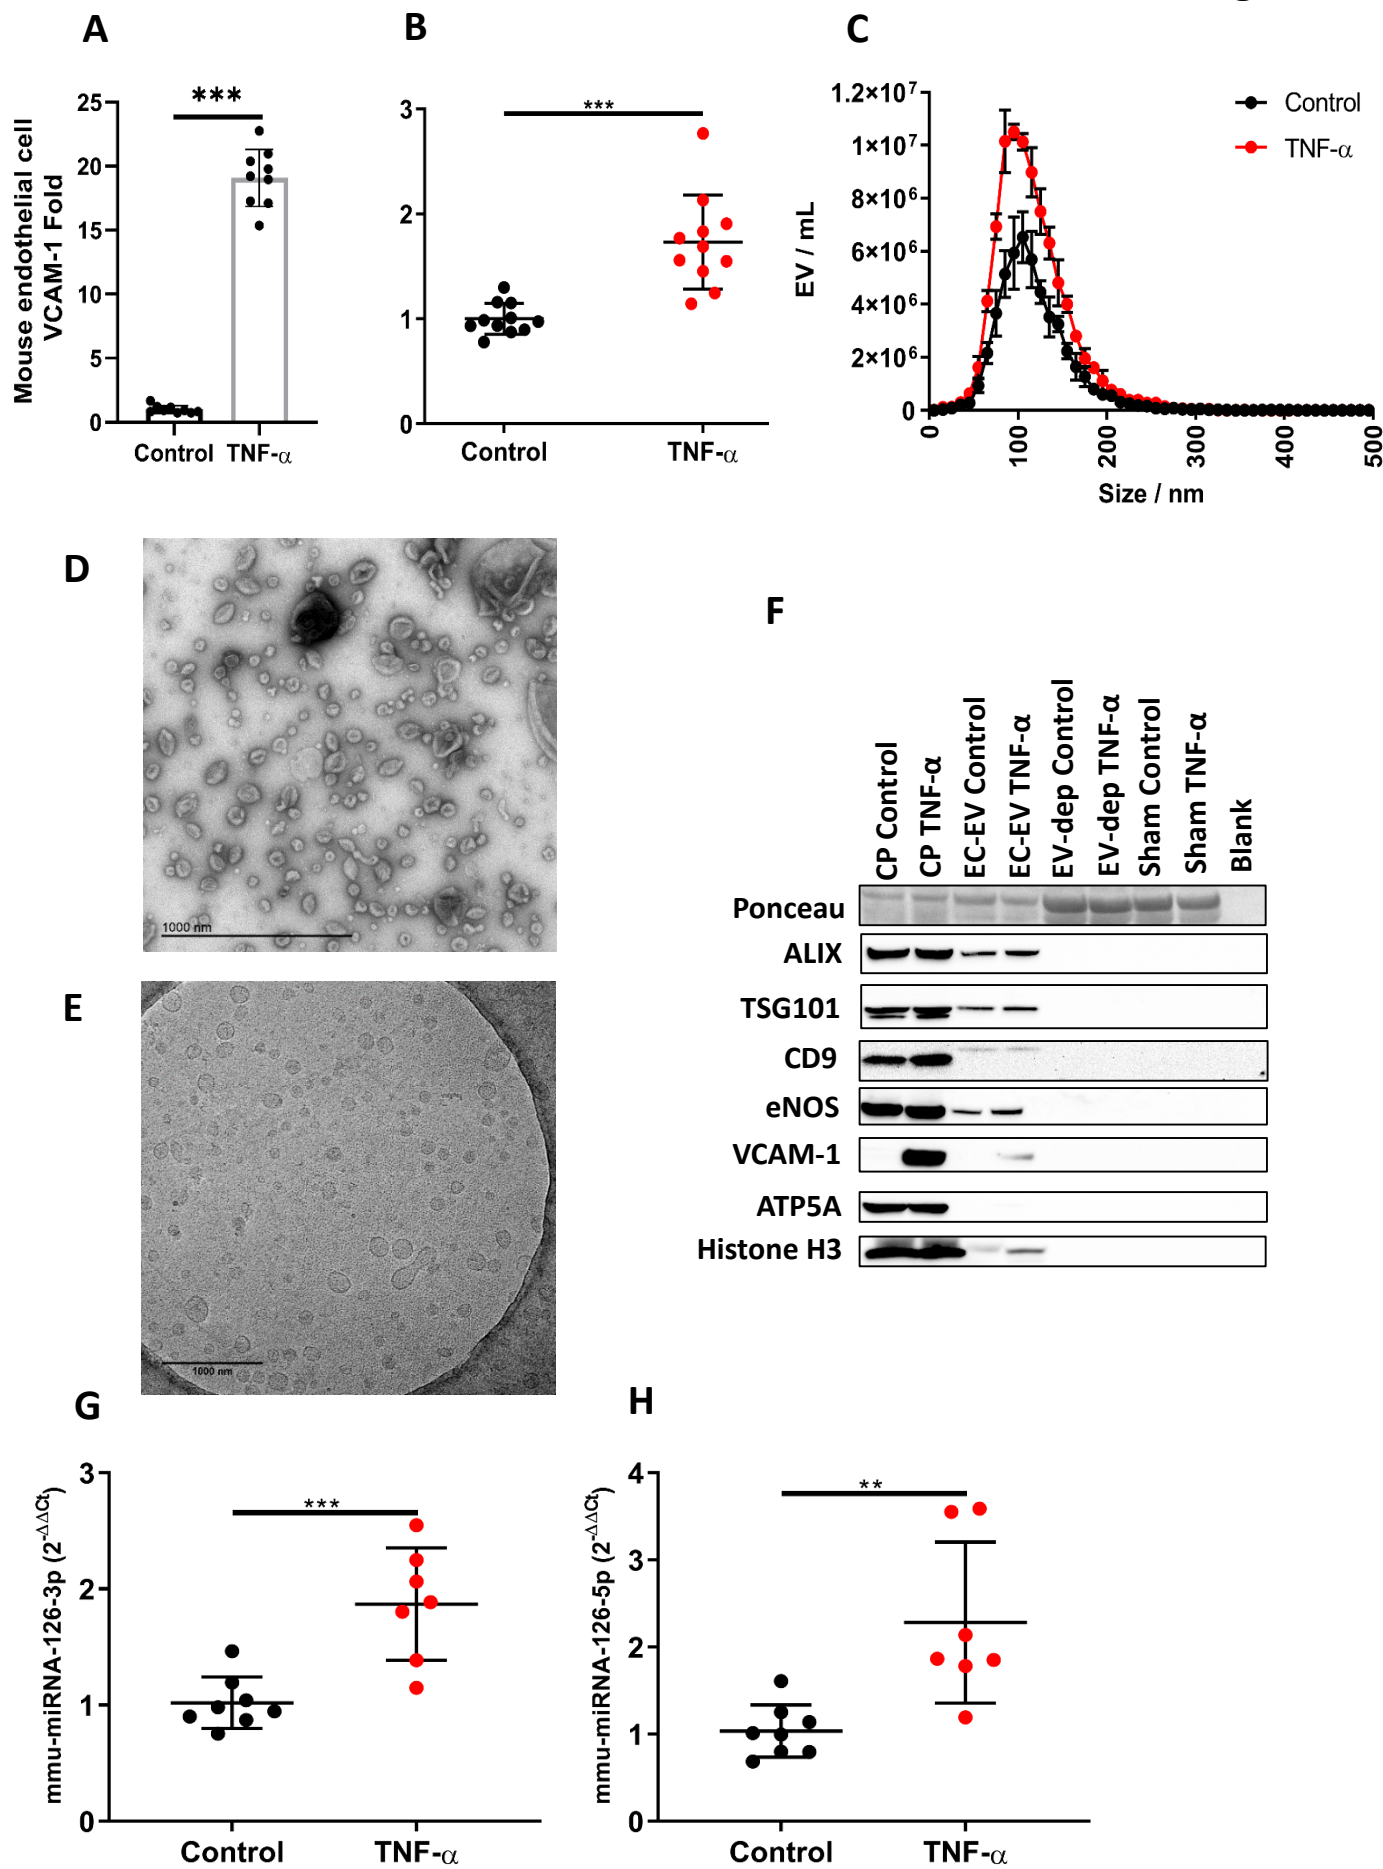 A
B
C
***
Mouse endothelial cell
VCAM-1 Fold
25
20
15
10
5
0
Control TNF-α
***
3
2
1
0
Control
TNF-α
1.2×10⁷
1×10⁷
8×10⁶
6×10⁶
4×10⁶
2×10⁶
0
EV / mL
Control
TNF-α
0
100
200
300
400
500
Size / nm
D
1000 nm
E
1000 nm
F
CP Control
CP TNF-α
EC-EV Control
EC-EV TNF-α
EV-dep Control
EV-dep TNF-α
Sham Control
Sham TNF-α
Blank
Ponceau
ALIX
TSG101
CD9
eNOS
VCAM-1
ATP5A
Histone H3
G
mmu-miRNA-126-3p (2^-ΔΔCt)
***
3
2
1
0
Control
TNF-α
H
mmu-miRNA-126-5p (2^-ΔΔCt)
**
4
3
2
1
0
Control
TNF-α